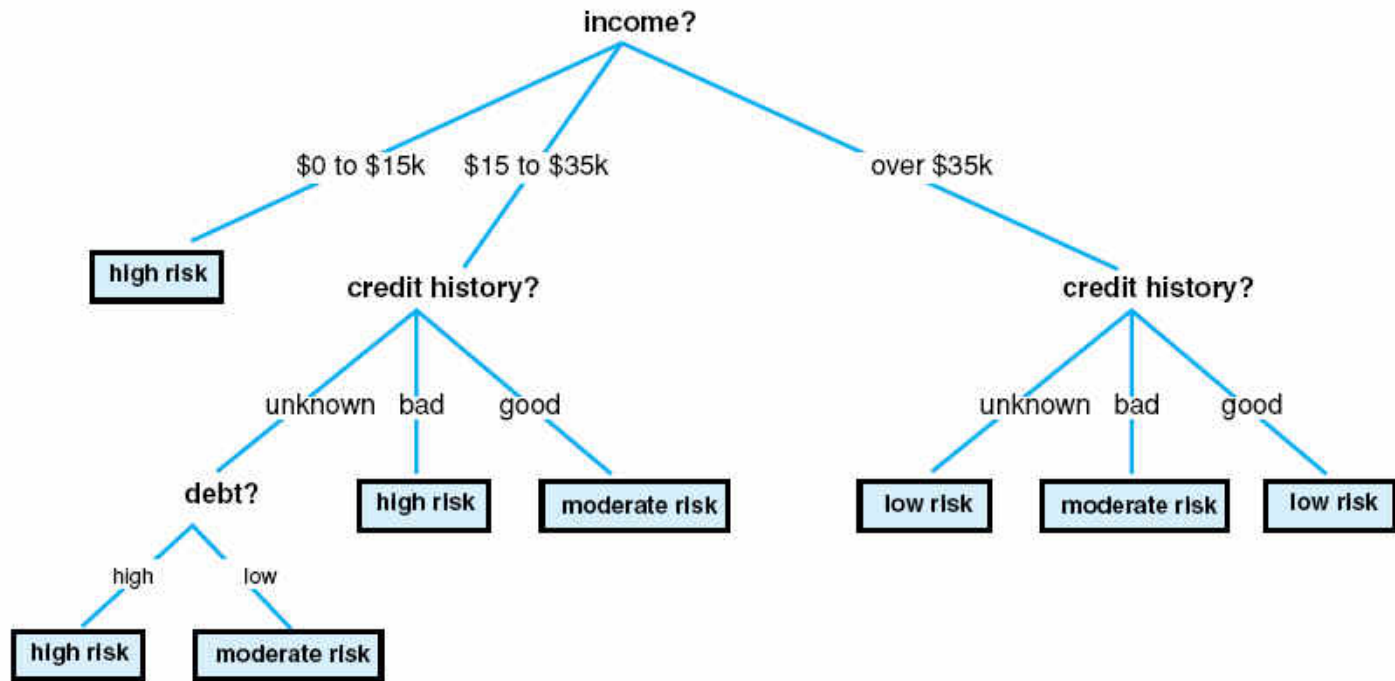 income?
$0 to $15k $15 to $35k over $35k
high risk
credit history? credit history?
unknown bad good unknown bad good
debt? high risk moderate risk low risk moderate risk low risk
high low
high risk moderate risk